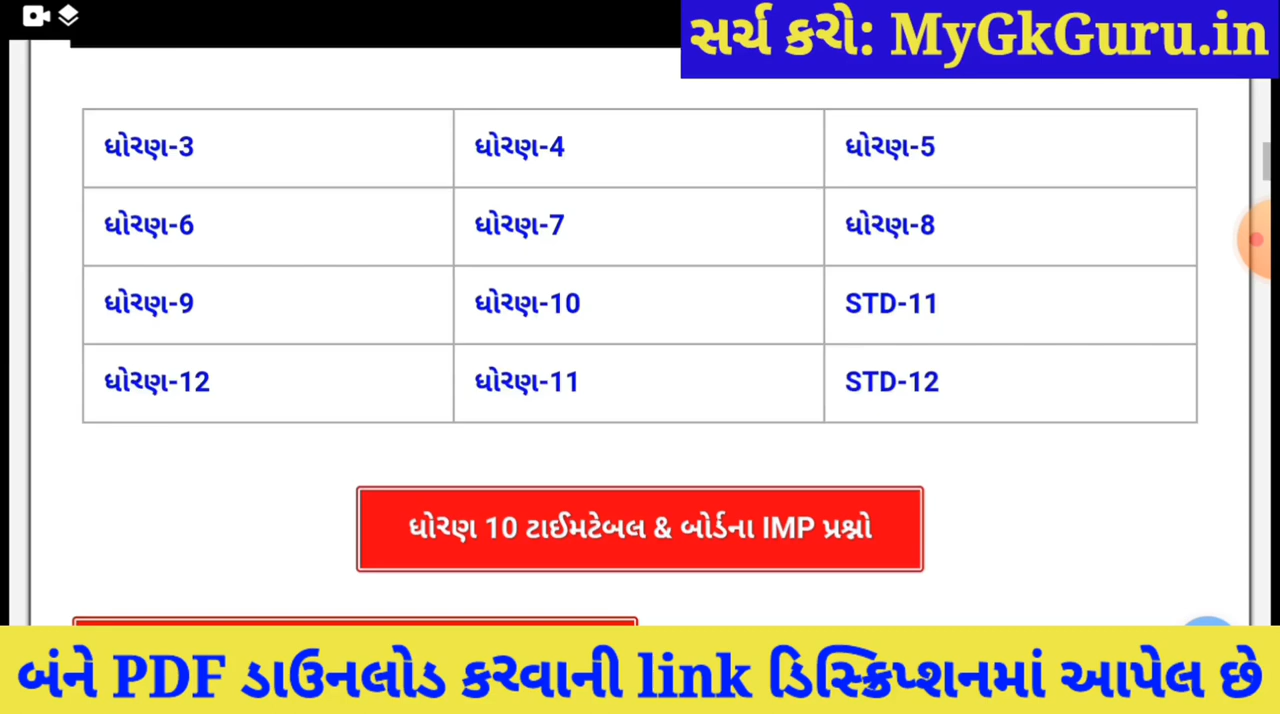 સર્ચ કરો: MyGkGuru.in
ધોરણ-3 ધોરણ-4 ધોરણ-5
ધોરણ-6 ધોરણ-7 ધોરણ-8
ધોરણ-9 ધોરણ-10 STD-11
ધોરણ-12 ધોરણ-11 STD-12
ધોરણ 10 ટાઈમટેબલ & બોર્ડના IMP પ્રશ્નો
બંને PDF ડાઉનલોડ કરવાની link ડિસ્ક્રિપ્શનમાં આપેલ છે